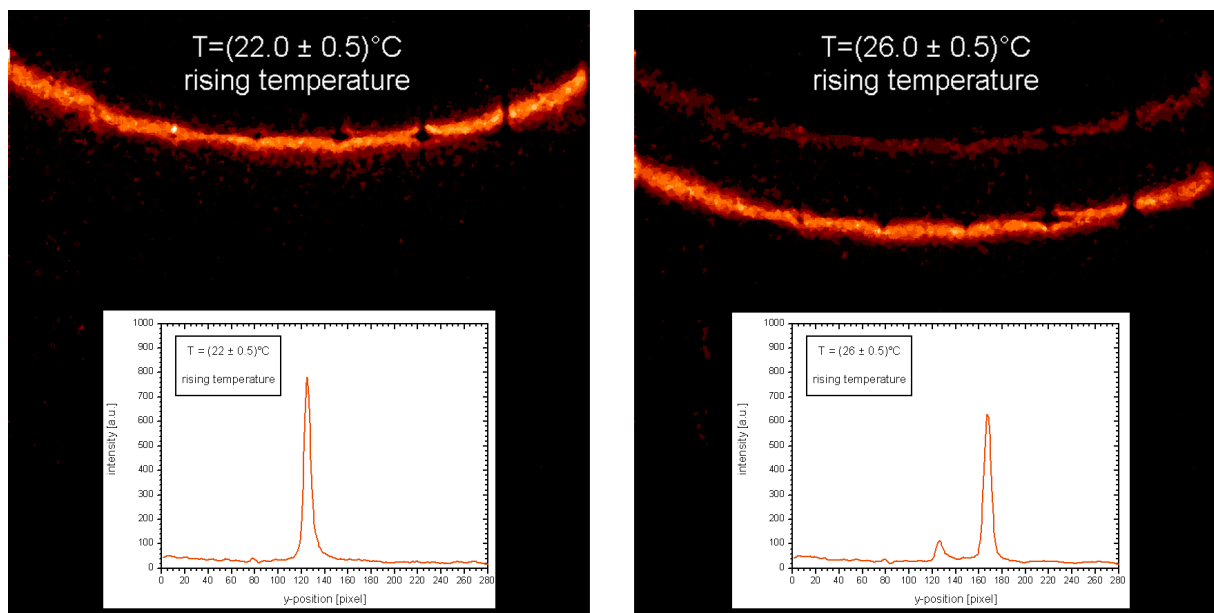 T=(22.0 ± 0.5)°C
rising temperature
1000
900
800
700
600
500
400
300
200
100
0
intensity [a.u.]
T = (22 ± 0.5)°C
rising temperature
0 20 40 60 80 100 120 140 160 180 200 220 240 260 280
y-position [pixel]
T=(26.0 ± 0.5)°C
rising temperature
1000
900
800
700
600
500
400
300
200
100
0
intensity [a.u.]
T = (26 ± 0.5)°C
rising temperature
0 20 40 60 80 100 120 140 160 180 200 220 240 260 280
y-position [pixel]